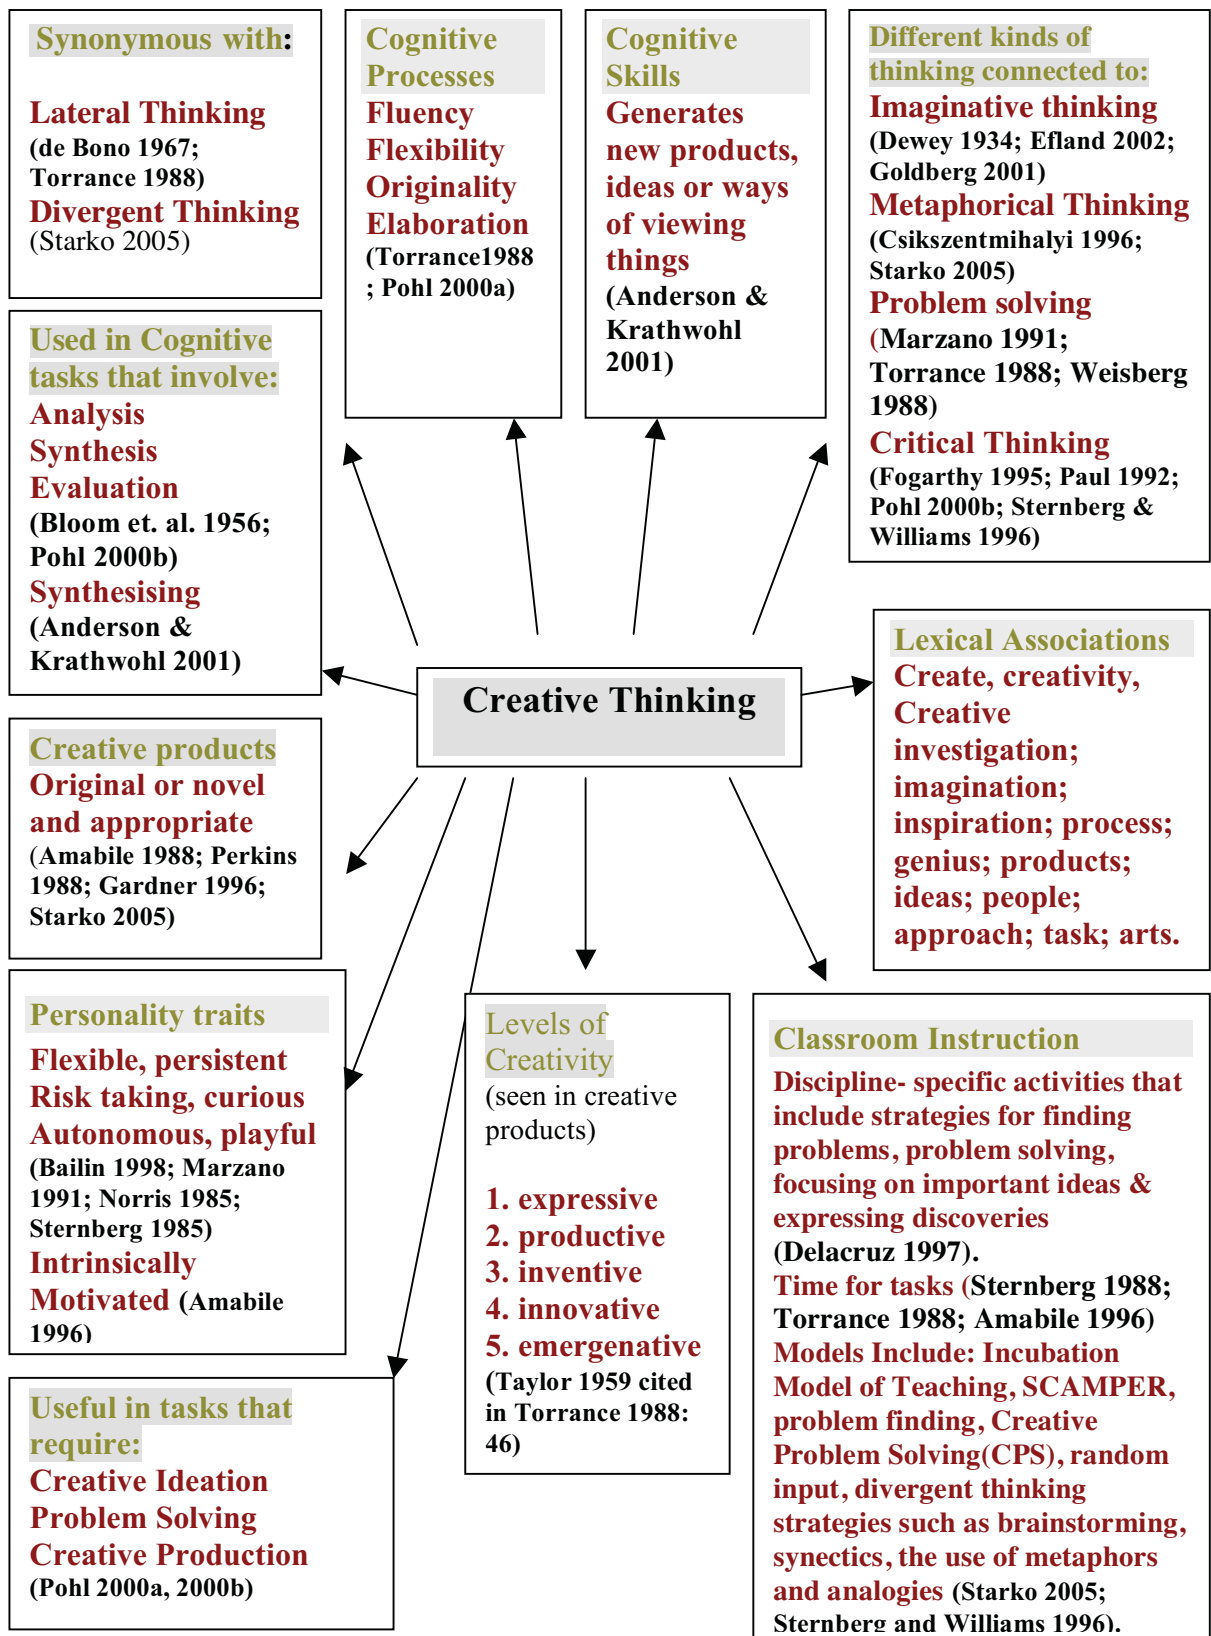 Synonymous with:
Lateral Thinking
(de Bono 1967;
Torrance 1988)
Divergent Thinking
(Starko 2005)
Cognitive
Processes
Fluency
Flexibility
Originality
Elaboration
(Torrance1988
; Pohl 2000a)
Cognitive
Skills
Generates
new products,
ideas or ways
of viewing
things
(Anderson &
Krathwohl
2001)
Different kinds of
thinking connected to:
Imaginative thinking
(Dewey 1934; Efland 2002;
Goldberg 2001)
Metaphorical Thinking
(Csikszentmihalyi 1996;
Starko 2005)
Problem solving
(Marzano 1991;
Torrance 1988; Weisberg
1988)
Critical Thinking
(Fogarthy 1995; Paul 1992;
Pohl 2000b; Sternberg &
Williams 1996)
Used in Cognitive
tasks that involve:
Analysis
Synthesis
Evaluation
(Bloom et. al. 1956;
Pohl 2000b)
Synthesising
(Anderson &
Krathwohl 2001)
Creative Thinking
Lexical Associations
Create, creativity,
Creative
investigation;
imagination;
inspiration; process;
genius; products;
ideas; people;
approach; task; arts.
Creative products
Original or novel
and appropriate
(Amabile 1988; Perkins
1988; Gardner 1996;
Starko 2005)
Personality traits
Flexible, persistent
Risk taking, curious
Autonomous, playful
(Bailin 1998; Marzano
1991; Norris 1985;
Sternberg 1985)
Intrinsically
Motivated (Amabile
1996)
Levels of
Creativity
(seen in creative
products)
1. expressive
2. productive
3. inventive
4. innovative
5. emergenative
(Taylor 1959 cited
in Torrance 1988:
46)
Classroom Instruction
Discipline- specific activities that
include strategies for finding
problems, problem solving,
focusing on important ideas &
expressing discoveries
(Delacruz 1997).
Time for tasks (Sternberg 1988;
Torrance 1988; Amabile 1996)
Models Include: Incubation
Model of Teaching, SCAMPER,
problem finding, Creative
Problem Solving(CPS), random
input, divergent thinking
strategies such as brainstorming,
synectics, the use of metaphors
and analogies (Starko 2005;
Sternberg and Williams 1996).
Useful in tasks that
require:
Creative Ideation
Problem Solving
Creative Production
(Pohl 2000a, 2000b)